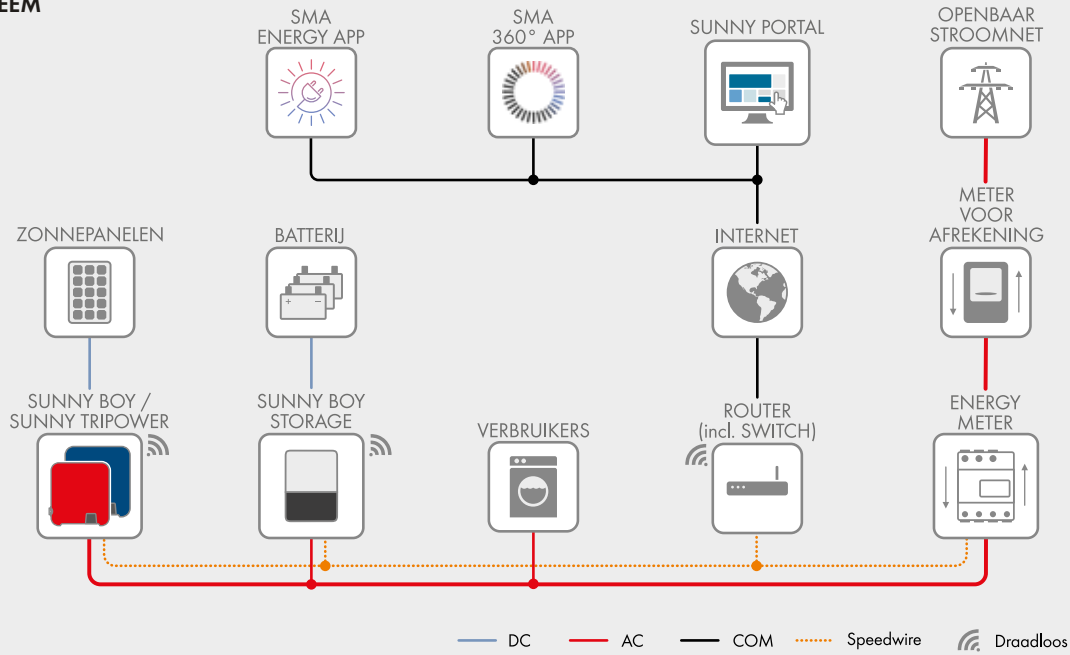 SMA
ENERGY APP
SMA
360° APP
SUNNY PORTAL
OPENBAAR
STROOMNET
ZONNEPANELEN
BATTERIJ
INTERNET
METER
VOOR
AFREKENING
SUNNY BOY /
SUNNY TRIPOWER
SUNNY BOY
STORAGE
VERBRUIKERS
ROUTER
(incl. SWITCH)
ENERGY
METER
DC
AC
COM
Speedwire
Draadloos